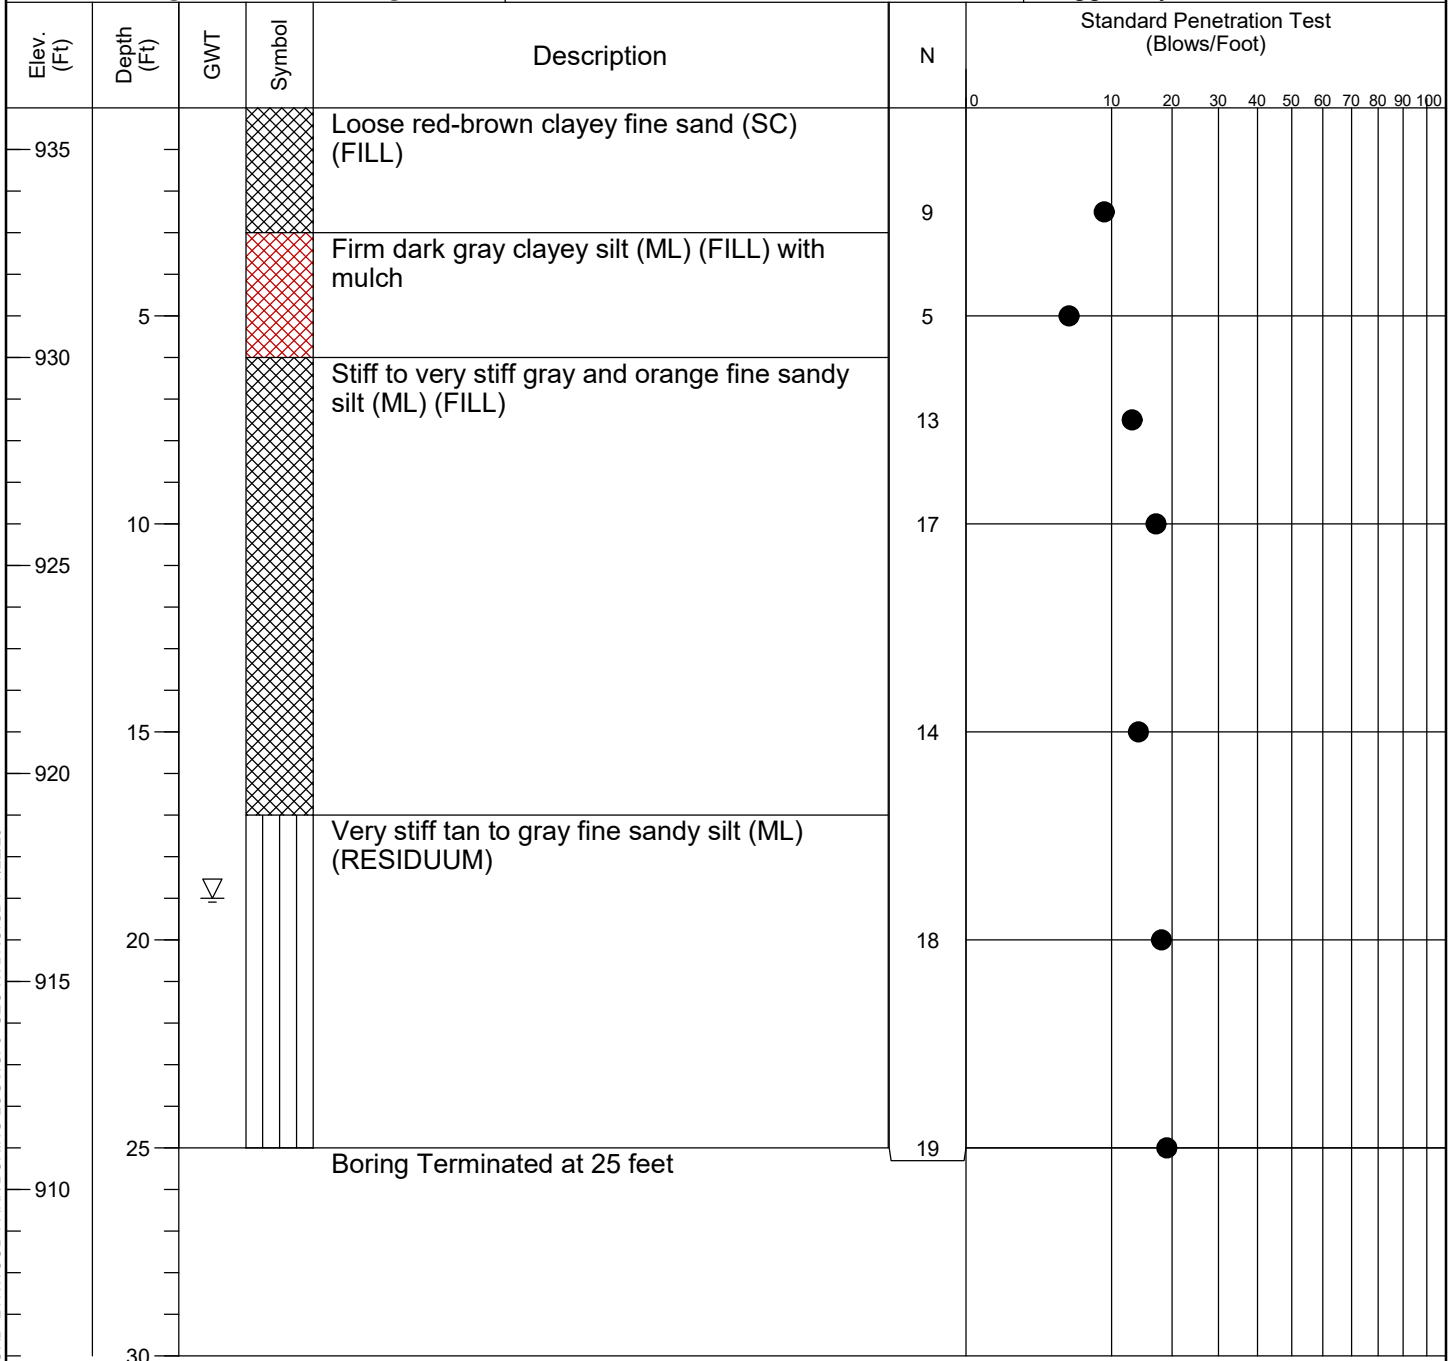 Elev. (Ft)
Depth (Ft)
GWT
Symbol
Description
N
Standard Penetration Test
(Blows/Foot)
0 10 20 30 40 50 60 70 80 90 100
Loose red-brown clayey fine sand (SC)
(FILL)
935
9
Firm dark gray clayey silt (ML) (FILL) with
mulch
5 5
930
Stiff to very stiff gray and orange fine sandy
silt (ML) (FILL)
13
10 17
925
15 14
920
Very stiff tan to gray fine sandy silt (ML)
(RESIDUUM)
20 18
915
25 19
Boring Terminated at 25 feet
910
30